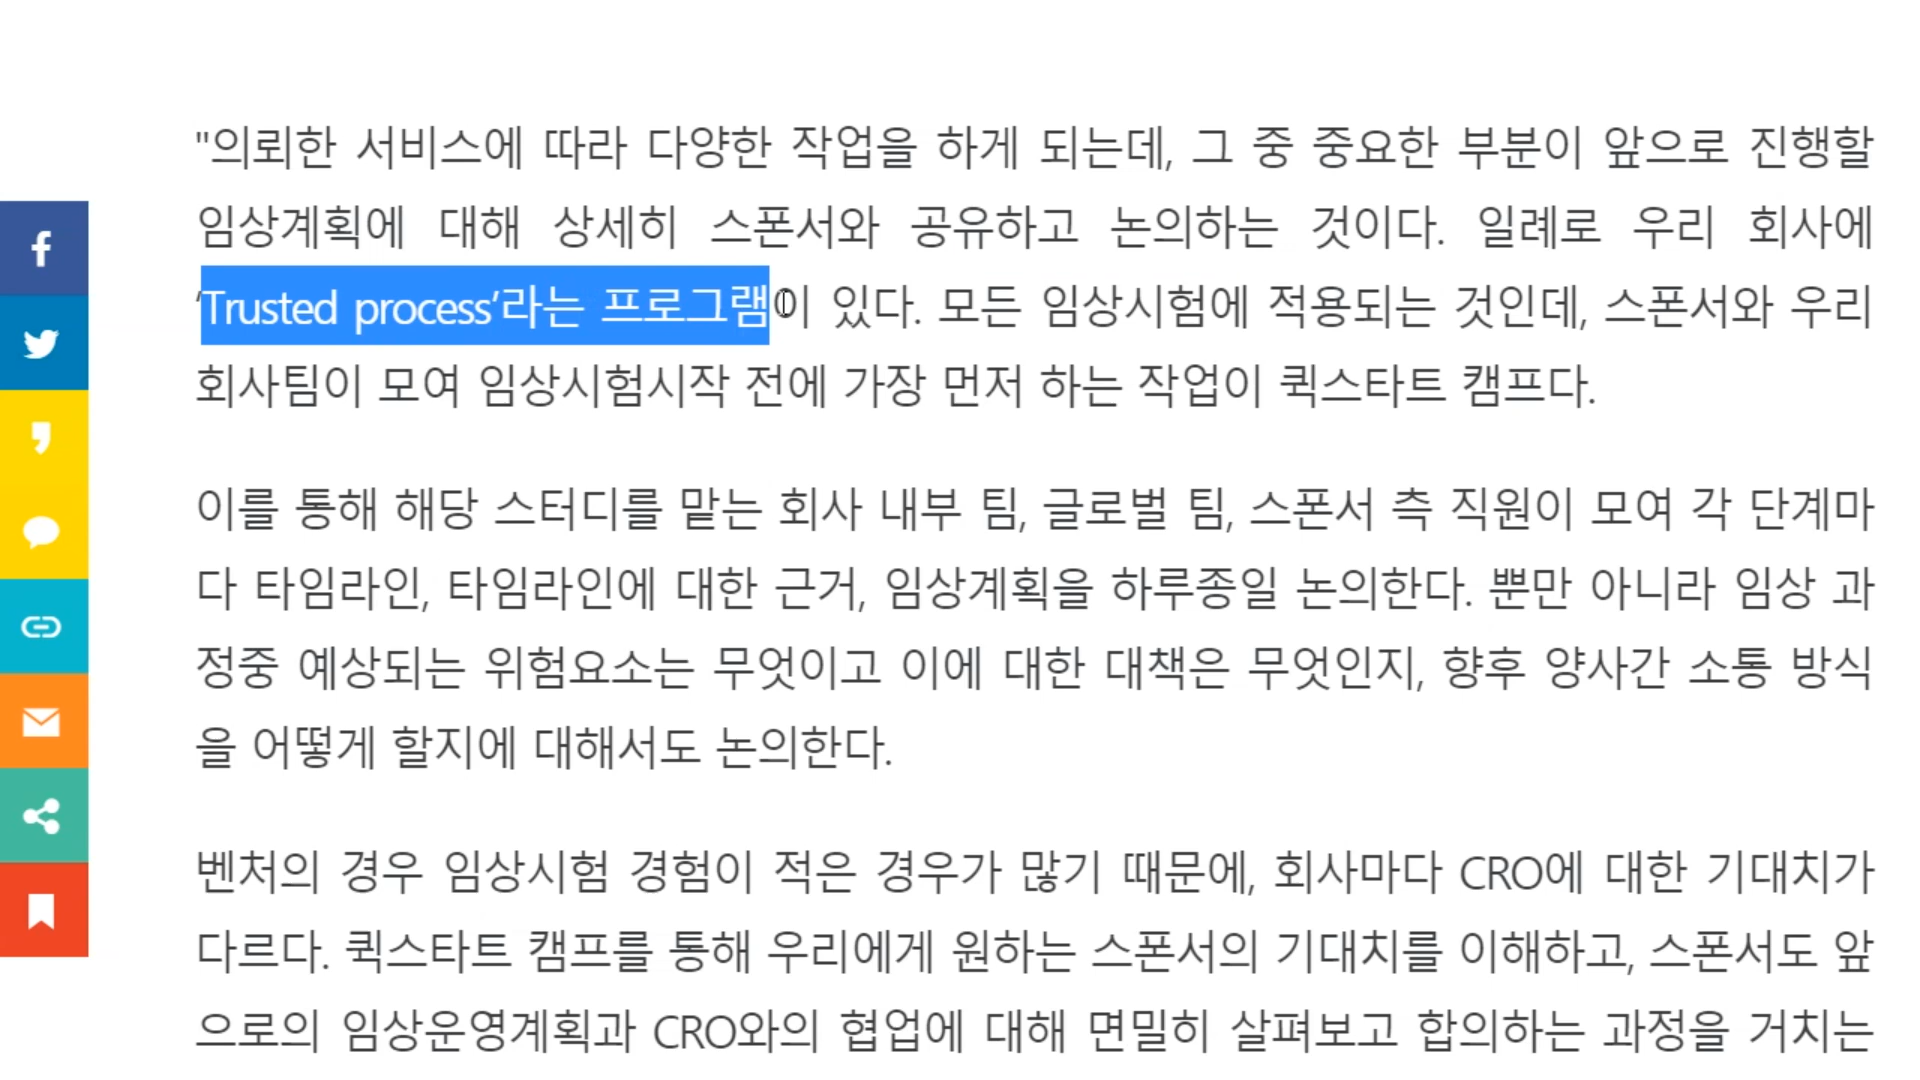 "의뢰한 서비스에 따라 다양한 작업을 하게 되는데, 그 중 중요한 부분이 앞으로 진행할
임상계획에 대해 상세히 스폰서와 공유하고 논의하는 것이다. 일례로 우리 회사에
'Trusted process'라는 프로그램이 있다. 모든 임상시험에 적용되는 것인데, 스폰서와 우리
회사팀이 모여 임상시험시작 전에 가장 먼저 하는 작업이 퀵스타트 캠프다.
이를 통해 해당 스터디를 맡는 회사 내부 팀, 글로벌 팀, 스폰서 측 직원이 모여 각 단계마
다 타임라인, 타임라인에 대한 근거, 임상계획을 하루종일 논의한다. 뿐만 아니라 임상 과
정중 예상되는 위험요소는 무엇이고 이에 대한 대책은 무엇인지, 향후 양사간 소통 방식
을 어떻게 할지에 대해서도 논의한다.
벤처의 경우 임상시험 경험이 적은 경우가 많기 때문에, 회사마다 CRO에 대한 기대치가
다르다. 퀵스타트 캠프를 통해 우리에게 원하는 스폰서의 기대치를 이해하고, 스폰서도 앞
으로의 임상운영계획과 CRO와의 협업에 대해 면밀히 살펴보고 합의하는 과정을 거치는